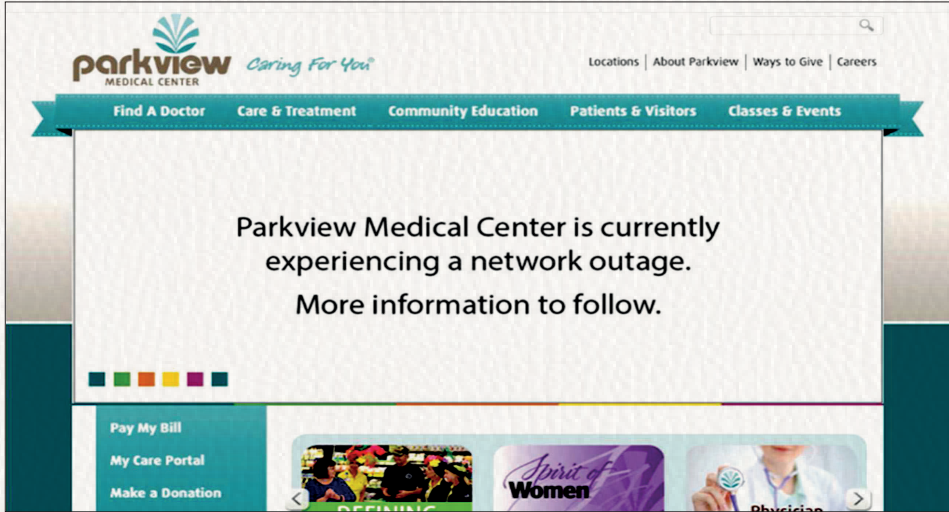 parkview
MEDICAL CENTER
Caring For You®
Locations | About Parkview | Ways to Give | Careers
Find A Doctor Care & Treatment Community Education Patients & Visitors Classes & Events
Parkview Medical Center is currently
experiencing a network outage.
More information to follow.
Pay My Bill
My Care Portal
Make a Donation
DEFINING
Spirit of
Women
Physician